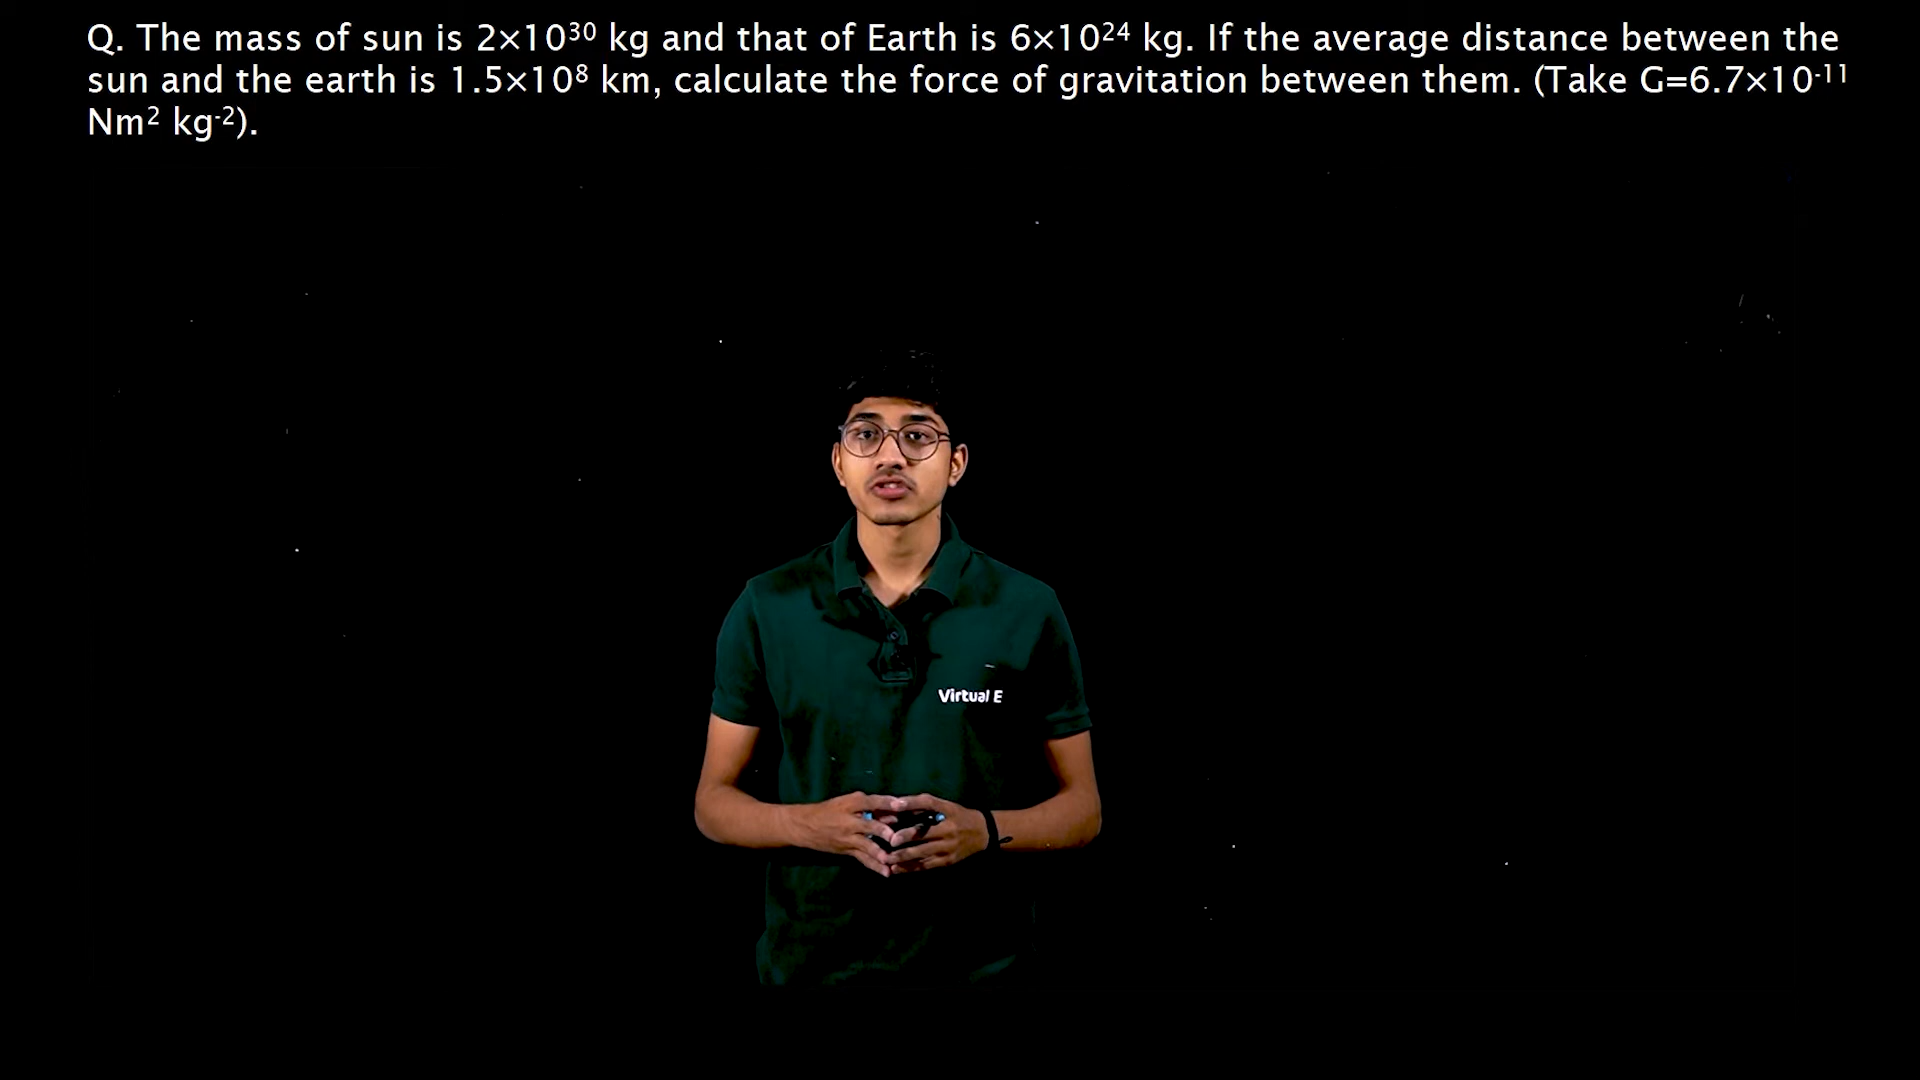 Q. The mass of sun is 2×10³⁰ kg and that of Earth is 6×10²⁴ kg. If the average distance between the
sun and the earth is 1.5×10⁸ km, calculate the force of gravitation between them. (Take G=6.7×10⁻¹¹
Nm² kg⁻²).
Virtual E